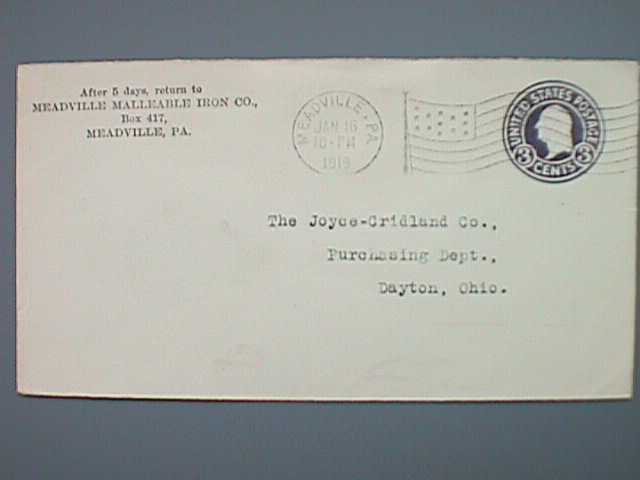 After 5 days, return to
MEADVILLE MALLEABLE IRON CO.,
Box 417,
MEADVILLE, PA.
MEADVILLE · PA
JAN 16
10-PM
1919
UNITED STATES POSTAGE
3 CENTS 3
The Joyce-Cridland Co.,
Purchasing Dept.,
Dayton, Ohio.